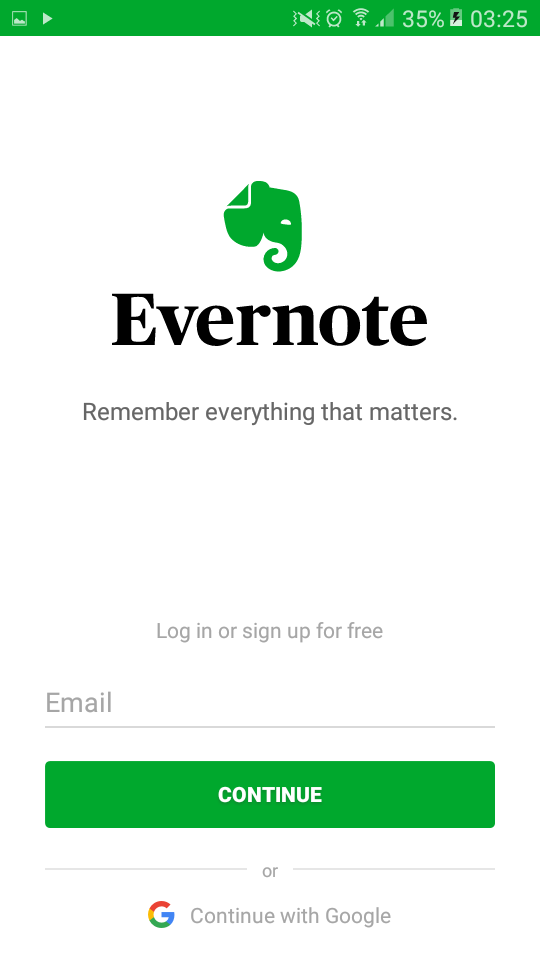 35% 03:25
Evernote
Remember everything that matters.
Log in or sign up for free
Email
CONTINUE
or
Continue with Google